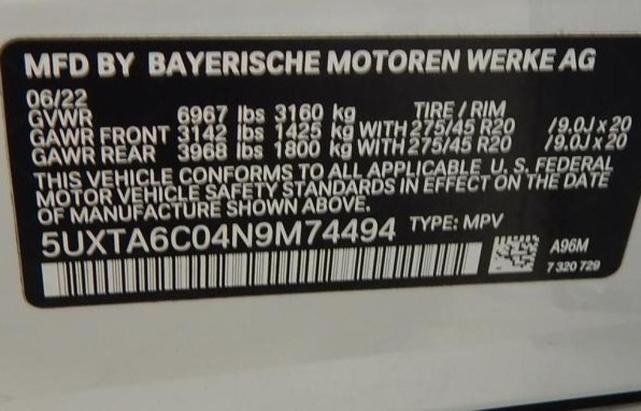 MFD BY BAYERISCHE MOTOREN WERKE AG
06/22
GVWR 6967 lbs 3160 kg TIRE / RIM
GAWR FRONT 3142 lbs 1425 kg WITH 275/45 R20 /9.0J x 20
GAWR REAR 3968 lbs 1800 kg WITH 275/45 R20 /9.0J x 20
THIS VEHICLE CONFORMS TO ALL APPLICABLE U. S. FEDERAL
MOTOR VEHICLE SAFETY STANDARDS IN EFFECT ON THE DATE
OF MANUFACTURE SHOWN ABOVE.
5UXTA6C04N9M74494 TYPE: MPV
A96M
7 320 729